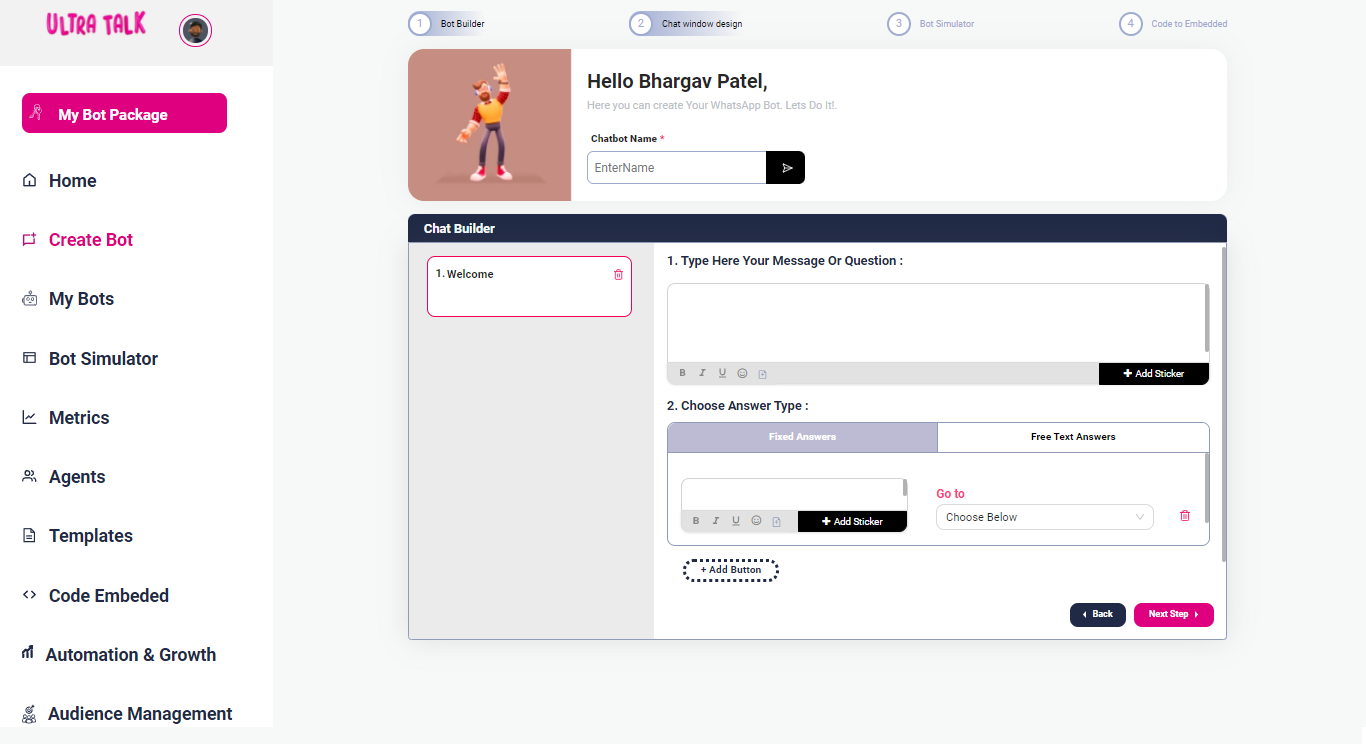 ULTRA TALK
My Bot Package
Home
Create Bot
My Bots
Bot Simulator
Metrics
Agents
Templates
Code Embeded
Automation & Growth
Audience Management
1 Bot Builder
2 Chat window design
3 Bot Simulator
4 Code to Embedded
Hello Bhargav Patel,
Here you can create Your WhatsApp Bot. Lets Do It!.
Chatbot Name *
EnterName
Chat Builder
1. Welcome
1. Type Here Your Message Or Question :
B I U
+ Add Sticker
2. Choose Answer Type :
Fixed Answers
Free Text Answers
B I U
+ Add Sticker
Go to
Choose Below
+ Add Button
Back
Next Step